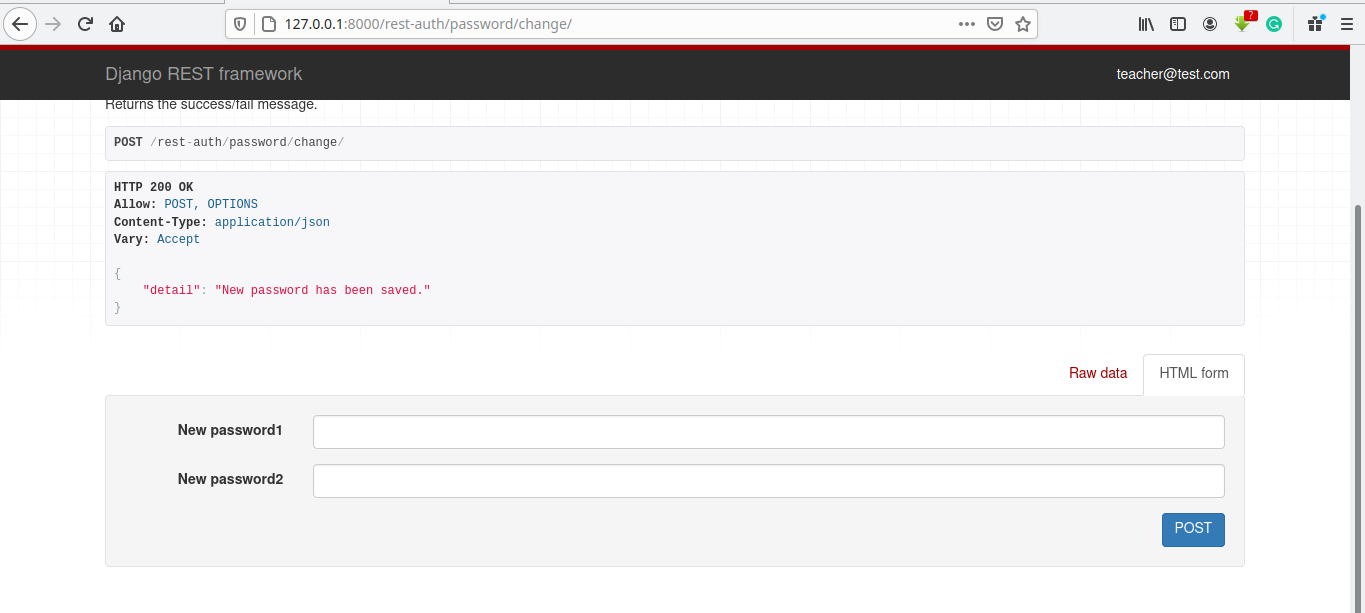 127.0.0.1:8000/rest-auth/password/change/
?
G
Django REST framework
teacher@test.com
Returns the success/fail message.
POST /rest-auth/password/change/
HTTP 200 OK
Allow: POST, OPTIONS
Content-Type: application/json
Vary: Accept
{
"detail": "New password has been saved."
}
Raw data
HTML form
New password1
New password2
POST